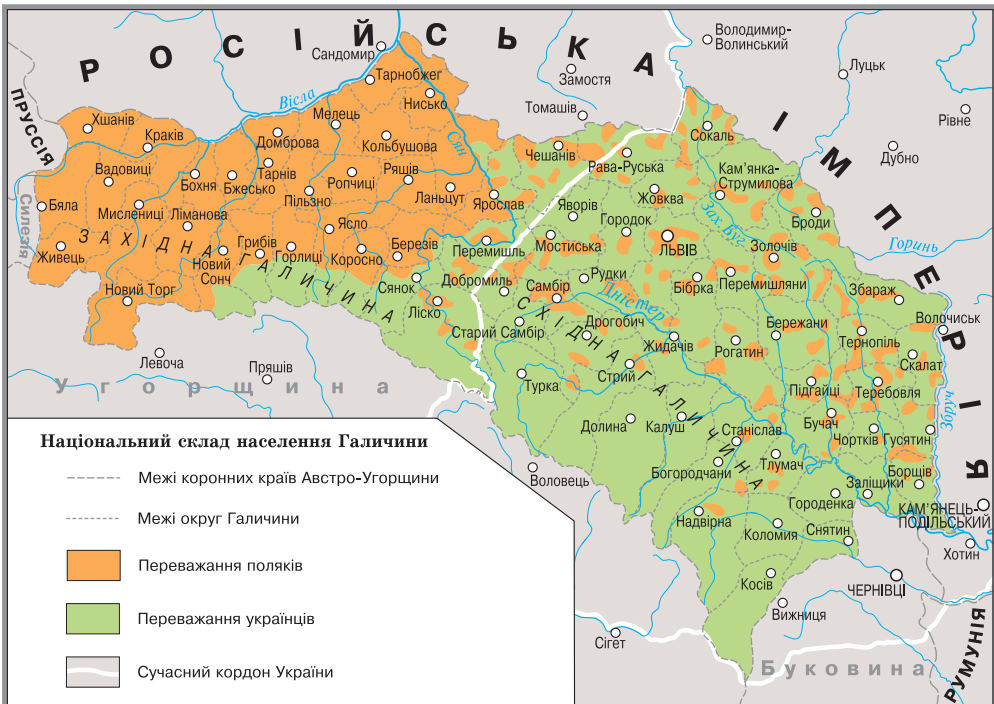 РОСІЙСЬКА ІМПЕРІЯ
ПРУССІЯ
Силезія
Сандомир
Володимир-
Волинський
Луцьк
Замостя
Тарнобжег
Нисько
Вісла
Томашів
Рівне
Хшанів
Краків
Мелець
Домброва
Кольбушова
Сян
Чешанів
Сокаль
Дубно
Вадовиці
Бохня
Бжесько
Тарнів
Ропчиці
Ряшів
Рава-Руська
Кам'янка-
Струмилова
Пільзно
Ланьцут
Ярослав
Яворів
Жовква
Бяла
Мислениці
Ліманова
Ясло
Городок
Зах. Буг
Броди
ЗАХІДНА ГАЛИЧИНА
Грибів
Горлиці
Коросно
Березів
Перемишль
Мостиська
ЛЬВІВ
Золочів
Горинь
Живець
Новий
Сонч
Сянок
Добромиль
Рудки
Бібрка
Перемишляни
Новий Торг
Ліско
Самбір
Дністер
Збараж
СХІДНА ГАЛИЧИНА
Старий Самбір
Дрогобич
Жидачів
Бережани
Волочиськ
Рогатин
Тернопіль
Левоча
Пряшів
Стрий
Скалат
Угорщина
Турка
Підгайці
Теребовля
Збруч
Долина
Калуш
Станіслав
Бучач
Чортків
Гусятин
Воловець
Богородчани
Тлумач
Борщів
Заліщики
Городенка
КАМ'ЯНЕЦЬ-
ПОДІЛЬСЬКИЙ
Надвірна
Коломия
Снятин
Хотин
Косів
ЧЕРНІВЦІ
Вижниця
Сігет
Буковина
РУМУНІЯ
Національний склад населення Галичини
Межі коронних країв Австро-Угорщини
Межі округ Галичини
Переважання поляків
Переважання українців
Сучасний кордон України